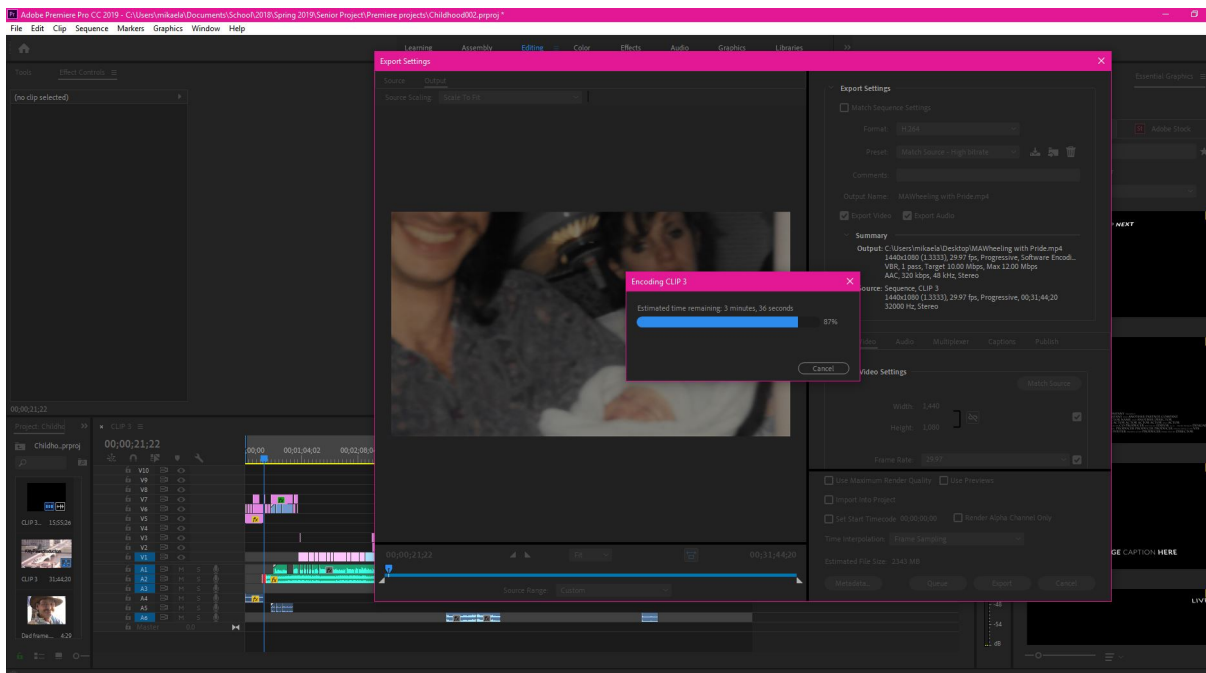 Adobe Premiere Pro CC 2019 - C:\Users\mikaela\Documents\School\2018\Spring 2019\Senior Project\Premiere projects\Childhood002.prproj *
File Edit Clip Sequence Markers Graphics Window Help
Learning Assembly Editing Color Effects Audio Graphics Libraries
Tools Effect Controls
(no clip selected)
00;00;21;22
Export Settings
Source Output
Source Scaling: Scale To Fit
Export Settings
Match Sequence Settings
Format: H.264
Preset: Match Source - High bitrate
Comments:
Output Name: MAWheeling with Pride.mp4
Export Video Export Audio
Summary
Output: C:\Users\mikaela\Desktop\MAWheeling with Pride.mp4
1440x1080 (1.3333), 29.97 fps, Progressive, Software Encodi...
VBR, 1 pass, Target 10.00 Mbps, Max 12.00 Mbps
AAC, 320 kbps, 48 kHz, Stereo
Source: Sequence, CLIP 3
1440x1080 (1.3333), 29.97 fps, Progressive, 00;31;44;20
32000 Hz, Stereo
Encoding CLIP 3
Estimated time remaining: 3 minutes, 36 seconds
87%
Cancel
Video Audio Multiplexer Captions Publish
Video Settings
Match Source
Width: 1,440
Height: 1,080
Frame Rate: 29.97
Use Maximum Render Quality Use Previews
Import Into Project
Set Start Timecode 00;00;00;00 Render Alpha Channel Only
Time Interpolation: Frame Sampling
Estimated File Size: 2343 MB
Metadata... Queue Export Cancel
00;00;21;22 Fit 00;31;44;20
Source Range: Custom
Essential Graphics
Adobe Stock
NEXT
GE CAPTION HERE
LIV
Project: Childho
Childho..prproj
CLIP 3... 15;55;26
CLIP 3 31;44;20
Dad frame... 4;29
CLIP 3
00;00;21;22
;00;00 00;01;04;02 00;02;08;0
V10
V9
V8
V7
V6
V5
V4
V3
V2
V1
A1 M S
A2 M S
A3 M S
A4 M S
A5 M S
A6 M S
Master 0.0
-48
-54
dB